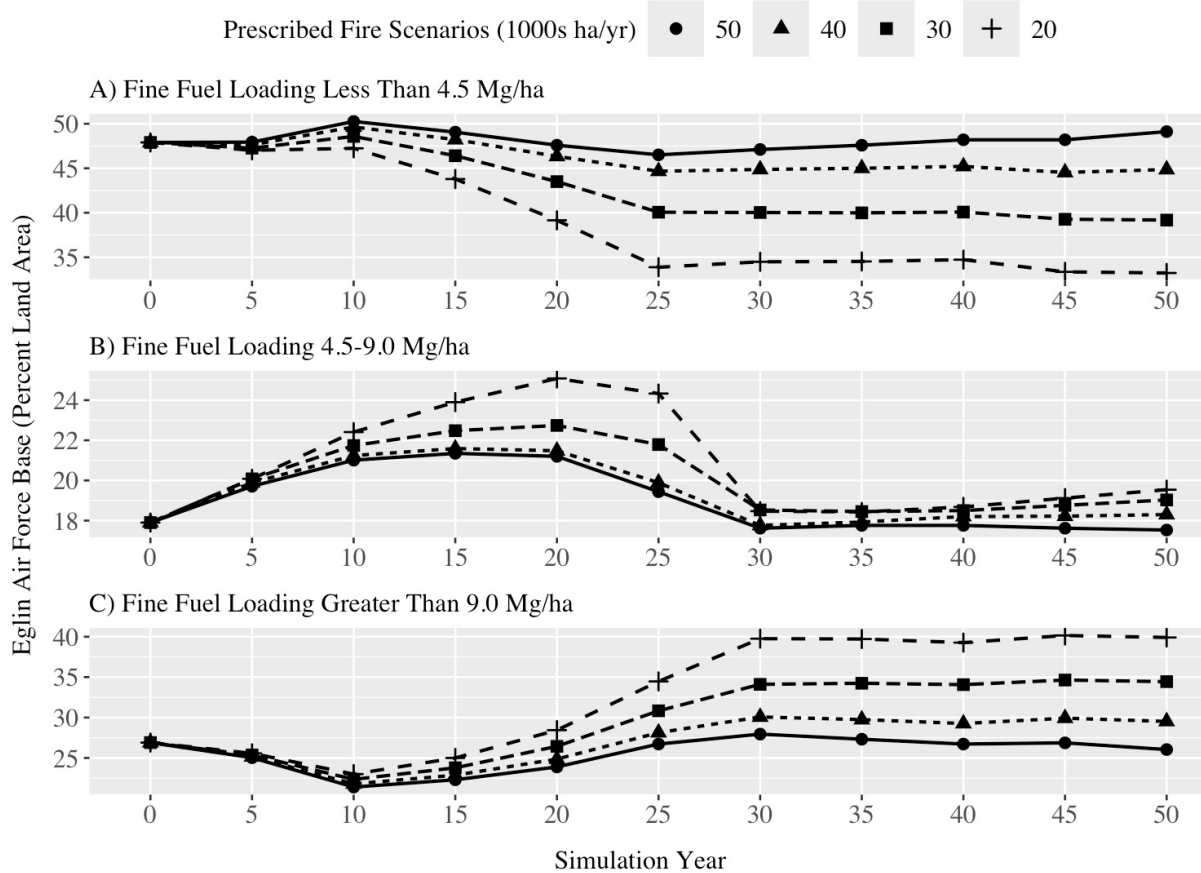 Prescribed Fire Scenarios (1000s ha/yr) 50 40 30 20
A) Fine Fuel Loading Less Than 4.5 Mg/ha
50
45
40
35
0 5 10 15 20 25 30 35 40 45 50
B) Fine Fuel Loading 4.5-9.0 Mg/ha
24
22
20
18
0 5 10 15 20 25 30 35 40 45 50
C) Fine Fuel Loading Greater Than 9.0 Mg/ha
40
35
30
25
0 5 10 15 20 25 30 35 40 45 50
Eglin Air Force Base (Percent Land Area)
Simulation Year